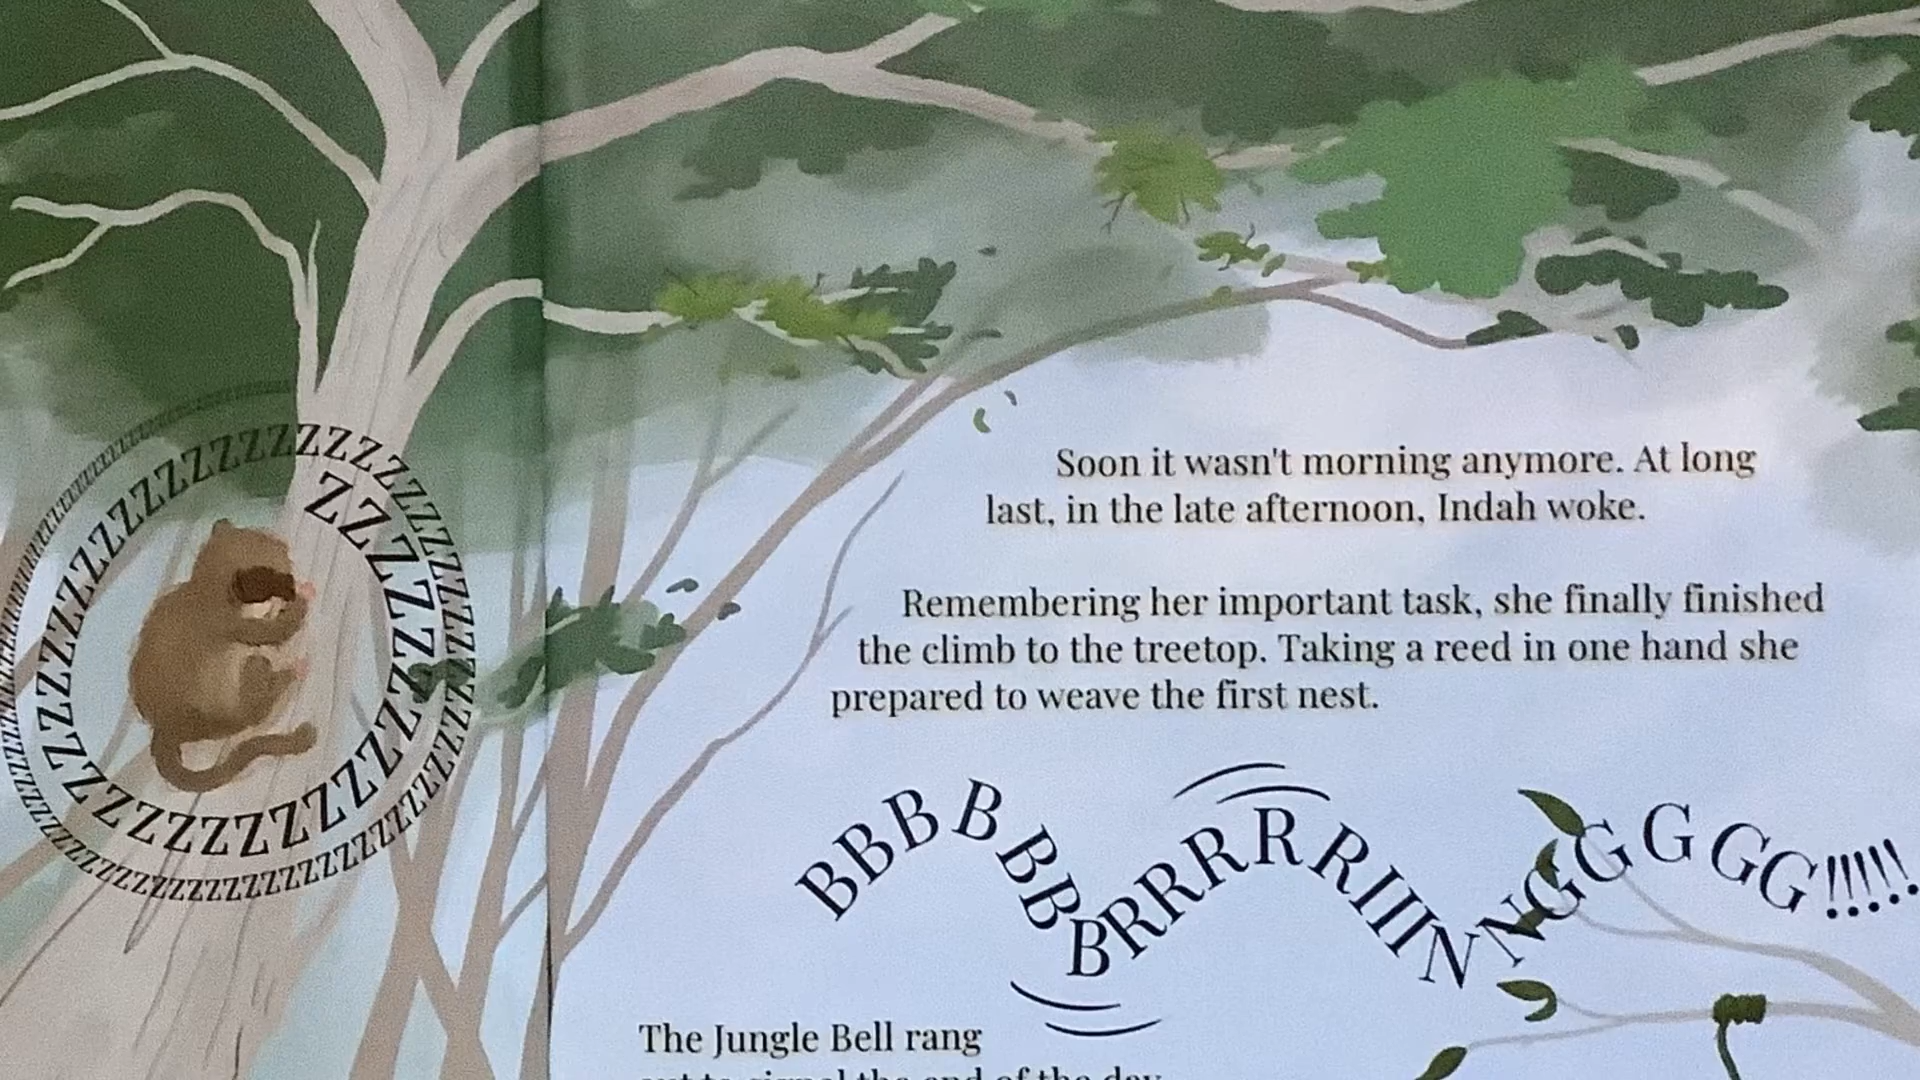 Soon it wasn't morning anymore. At long
last, in the late afternoon, Indah woke.
Remembering her important task, she finally finished
the climb to the treetop. Taking a reed in one hand she
prepared to weave the first nest.
BBBBBBBRRRRRIIINNGGGGGG!!!!!
The Jungle Bell rang